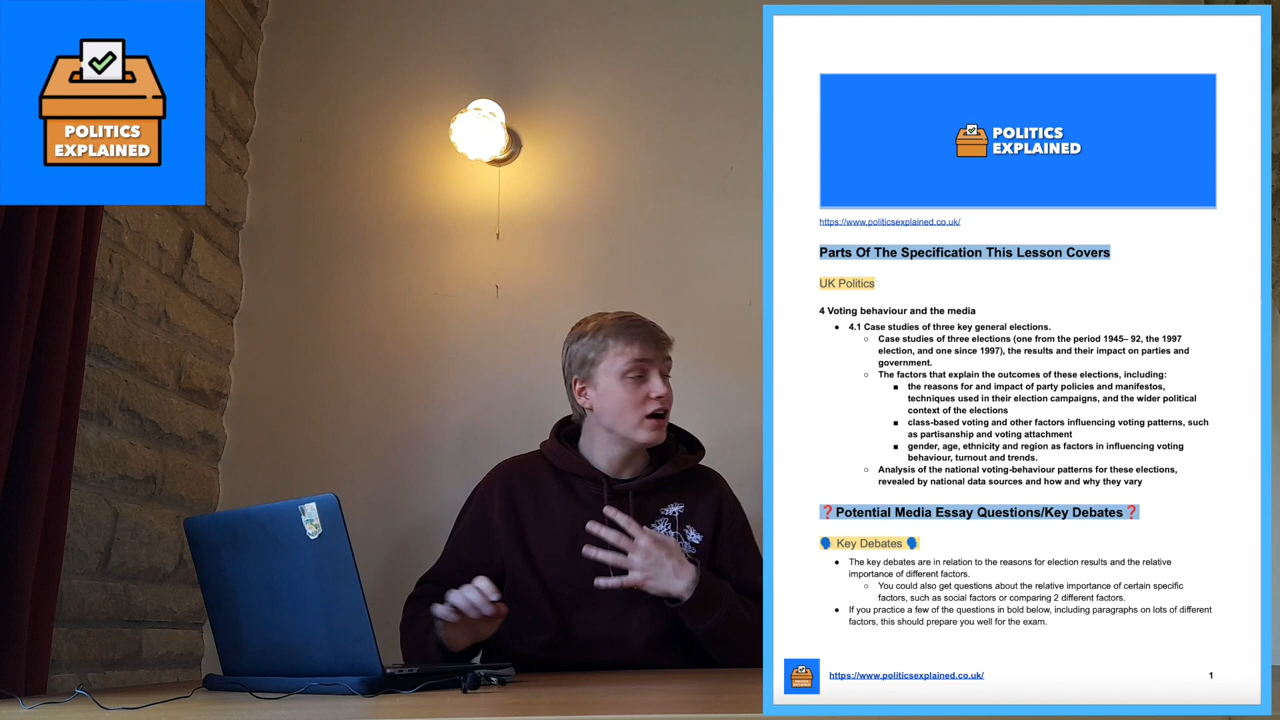 POLITICS
EXPLAINED
POLITICS
EXPLAINED
https://www.politicsexplained.co.uk/
Parts Of The Specification This Lesson Covers
UK Politics
4 Voting behaviour and the media
4.1 Case studies of three key general elections.
Case studies of three elections (one from the period 1945– 92, the 1997
election, and one since 1997), the results and their impact on parties and
government.
The factors that explain the outcomes of these elections, including:
the reasons for and impact of party policies and manifestos,
techniques used in their election campaigns, and the wider political
context of the elections
class-based voting and other factors influencing voting patterns, such
as partisanship and voting attachment
gender, age, ethnicity and region as factors in influencing voting
behaviour, turnout and trends.
Analysis of the national voting-behaviour patterns for these elections,
revealed by national data sources and how and why they vary
❓Potential Media Essay Questions/Key Debates❓
🗣 Key Debates 🗣
The key debates are in relation to the reasons for election results and the relative
importance of different factors.
You could also get questions about the relative importance of certain specific
factors, such as social factors or comparing 2 different factors.
If you practice a few of the questions in bold below, including paragraphs on lots of different
factors, this should prepare you well for the exam.
https://www.politicsexplained.co.uk/
1